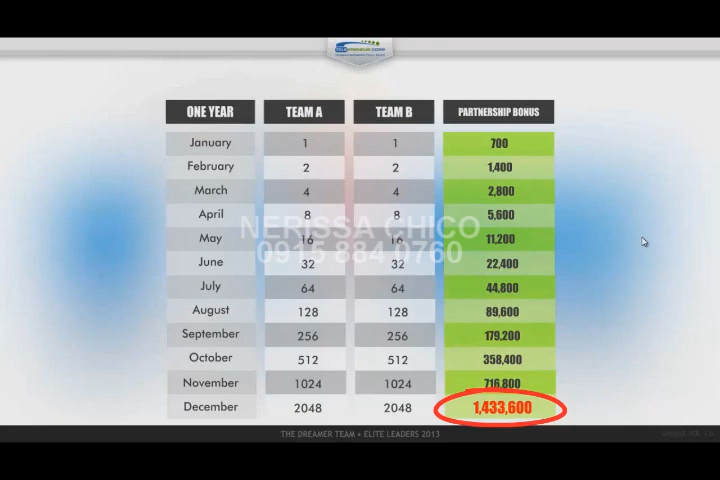 ONE YEAR TEAM A TEAM B PARTNERSHIP BONUS
January 1 1 700
February 2 2 1,400
March 4 4 2,800
April 8 8 5,600
NERISSA CHICO
May 16 16 11,200
0915 884 0760
June 32 32 22,400
July 64 64 44,800
August 128 128 89,600
September 256 256 179,200
October 512 512 358,400
November 1024 1024 716,800
December 2048 2048 1,433,600
THE DREAMER TEAM • ELITE LEADERS 2013